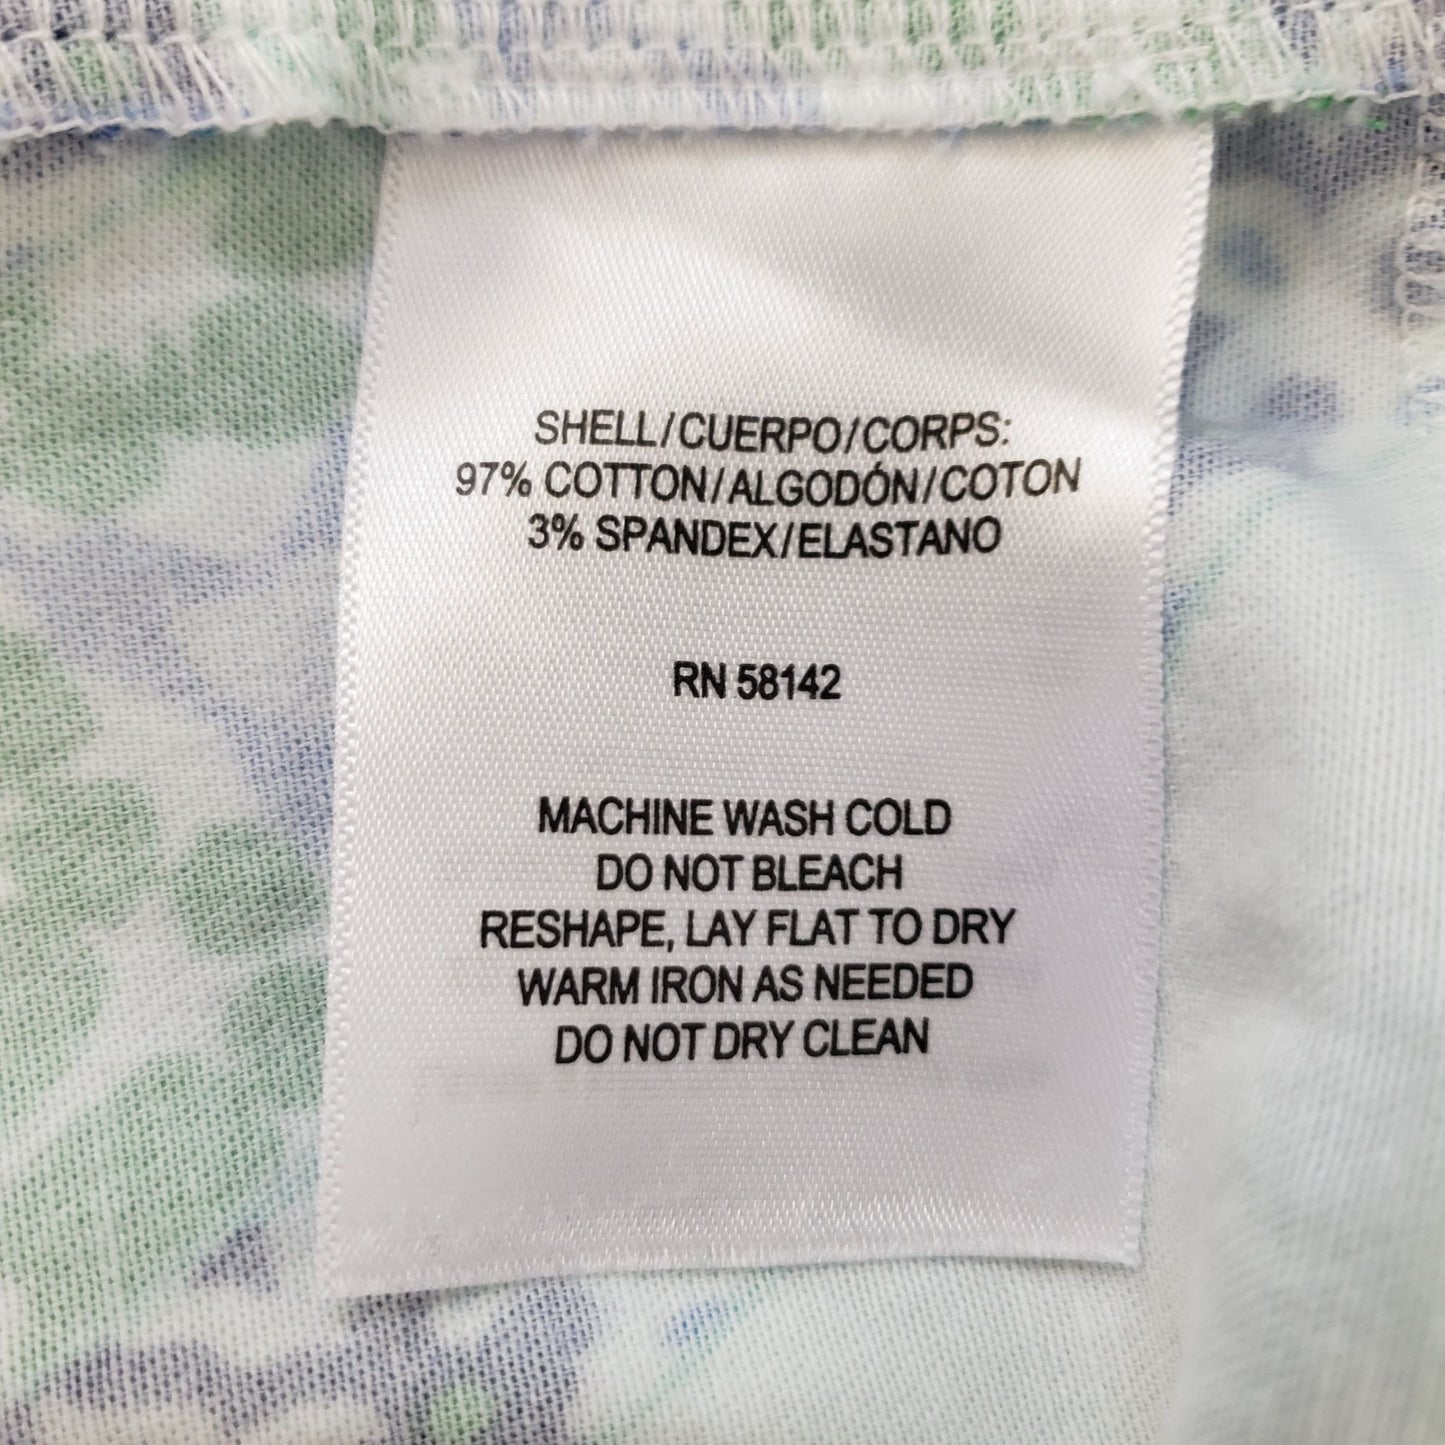 SHELL/CUERPO/CORPS:
97% COTTON/ALGODÓN/COTON
3% SPANDEX/ELASTANO
RN 58142
MACHINE WASH COLD
DO NOT BLEACH
RESHAPE, LAY FLAT TO DRY
WARM IRON AS NEEDED
DO NOT DRY CLEAN